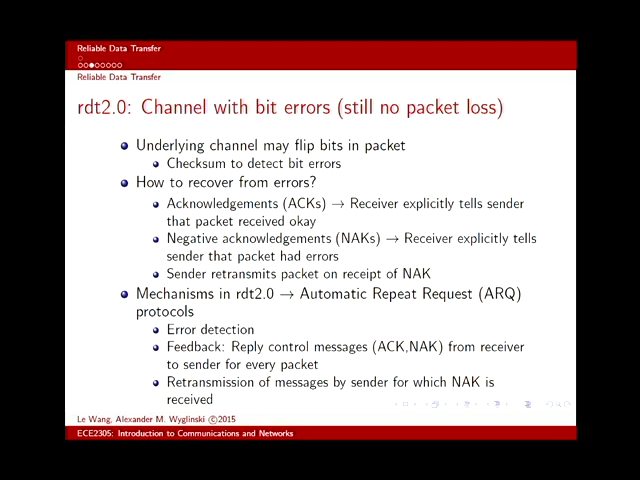 Reliable Data Transfer
Reliable Data Transfer
rdt2.0: Channel with bit errors (still no packet loss)
Underlying channel may flip bits in packet
Checksum to detect bit errors
How to recover from errors?
Acknowledgements (ACKs) → Receiver explicitly tells sender
that packet received okay
Negative acknowledgements (NAKs) → Receiver explicitly tells
sender that packet had errors
Sender retransmits packet on receipt of NAK
Mechanisms in rdt2.0 → Automatic Repeat Request (ARQ)
protocols
Error detection
Feedback: Reply control messages (ACK,NAK) from receiver
to sender for every packet
Retransmission of messages by sender for which NAK is
received
Le Wang, Alexander M. Wyglinski ©2015
ECE2305: Introduction to Communications and Networks